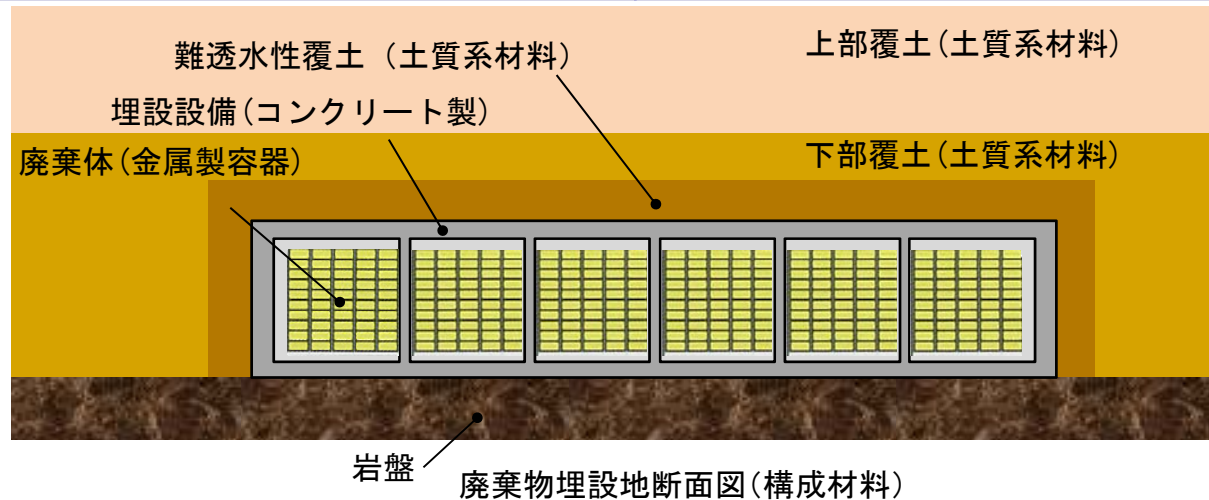 上部覆土(土質系材料)
難透水性覆土 (土質系材料)
埋設設備(コンクリート製)
廃棄体(金属製容器)
下部覆土(土質系材料)
岩盤
廃棄物埋設地断面図(構成材料)